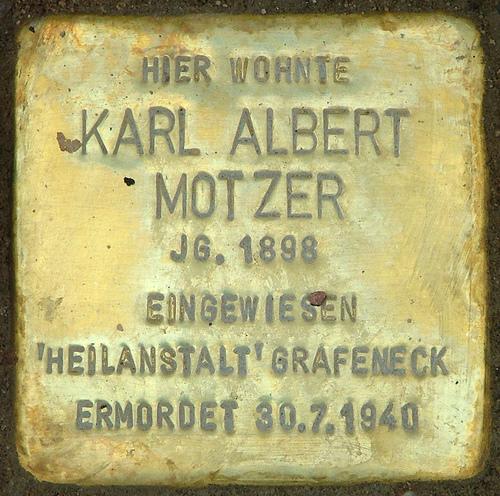 HIER WOHNTE
KARL ALBERT
MOTZER
JG. 1898
EINGEWIESEN
'HEILANSTALT' GRAFENECK
ERMORDET 30.7.1940